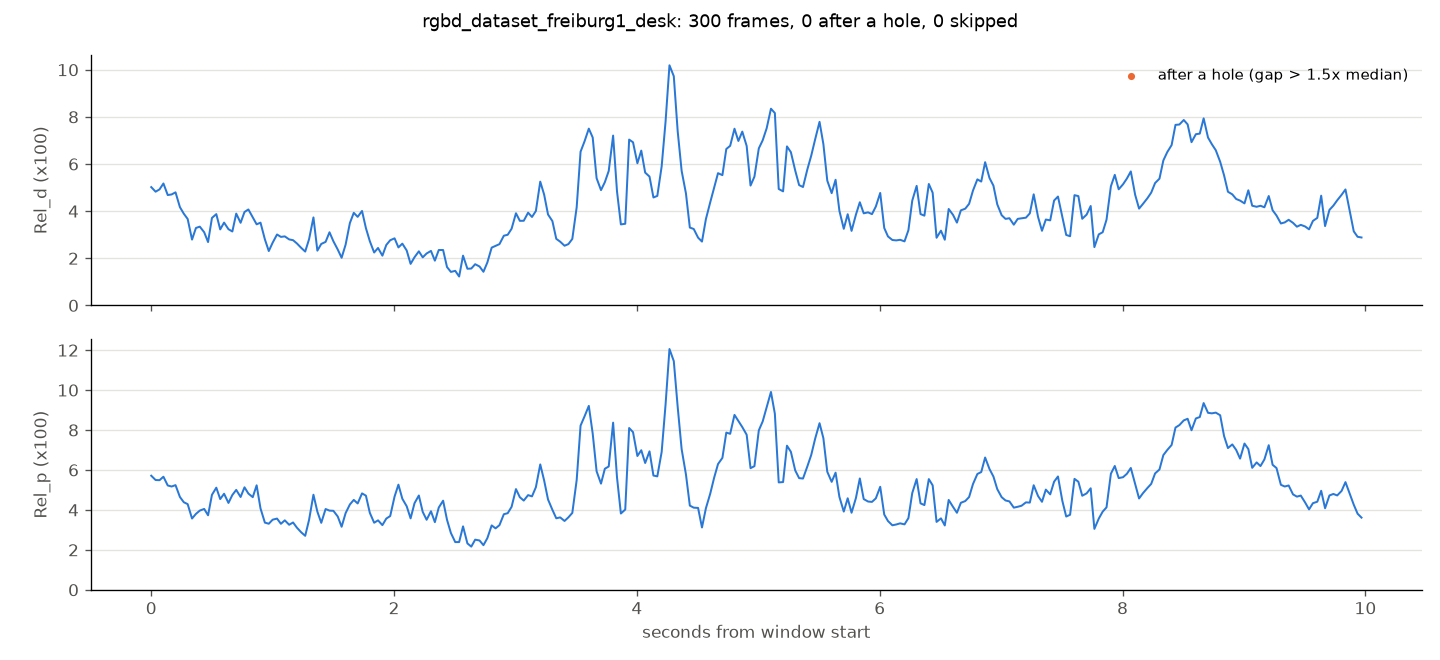 rgbd_dataset_freiburg1_desk: 300 frames, 0 after a hole, 0 skipped
after a hole (gap > 1.5x median)
Rel_d (x100)
10
8
6
4
2
0
Rel_p (x100)
12
10
8
6
4
2
0
0 2 4 6 8 10
seconds from window start